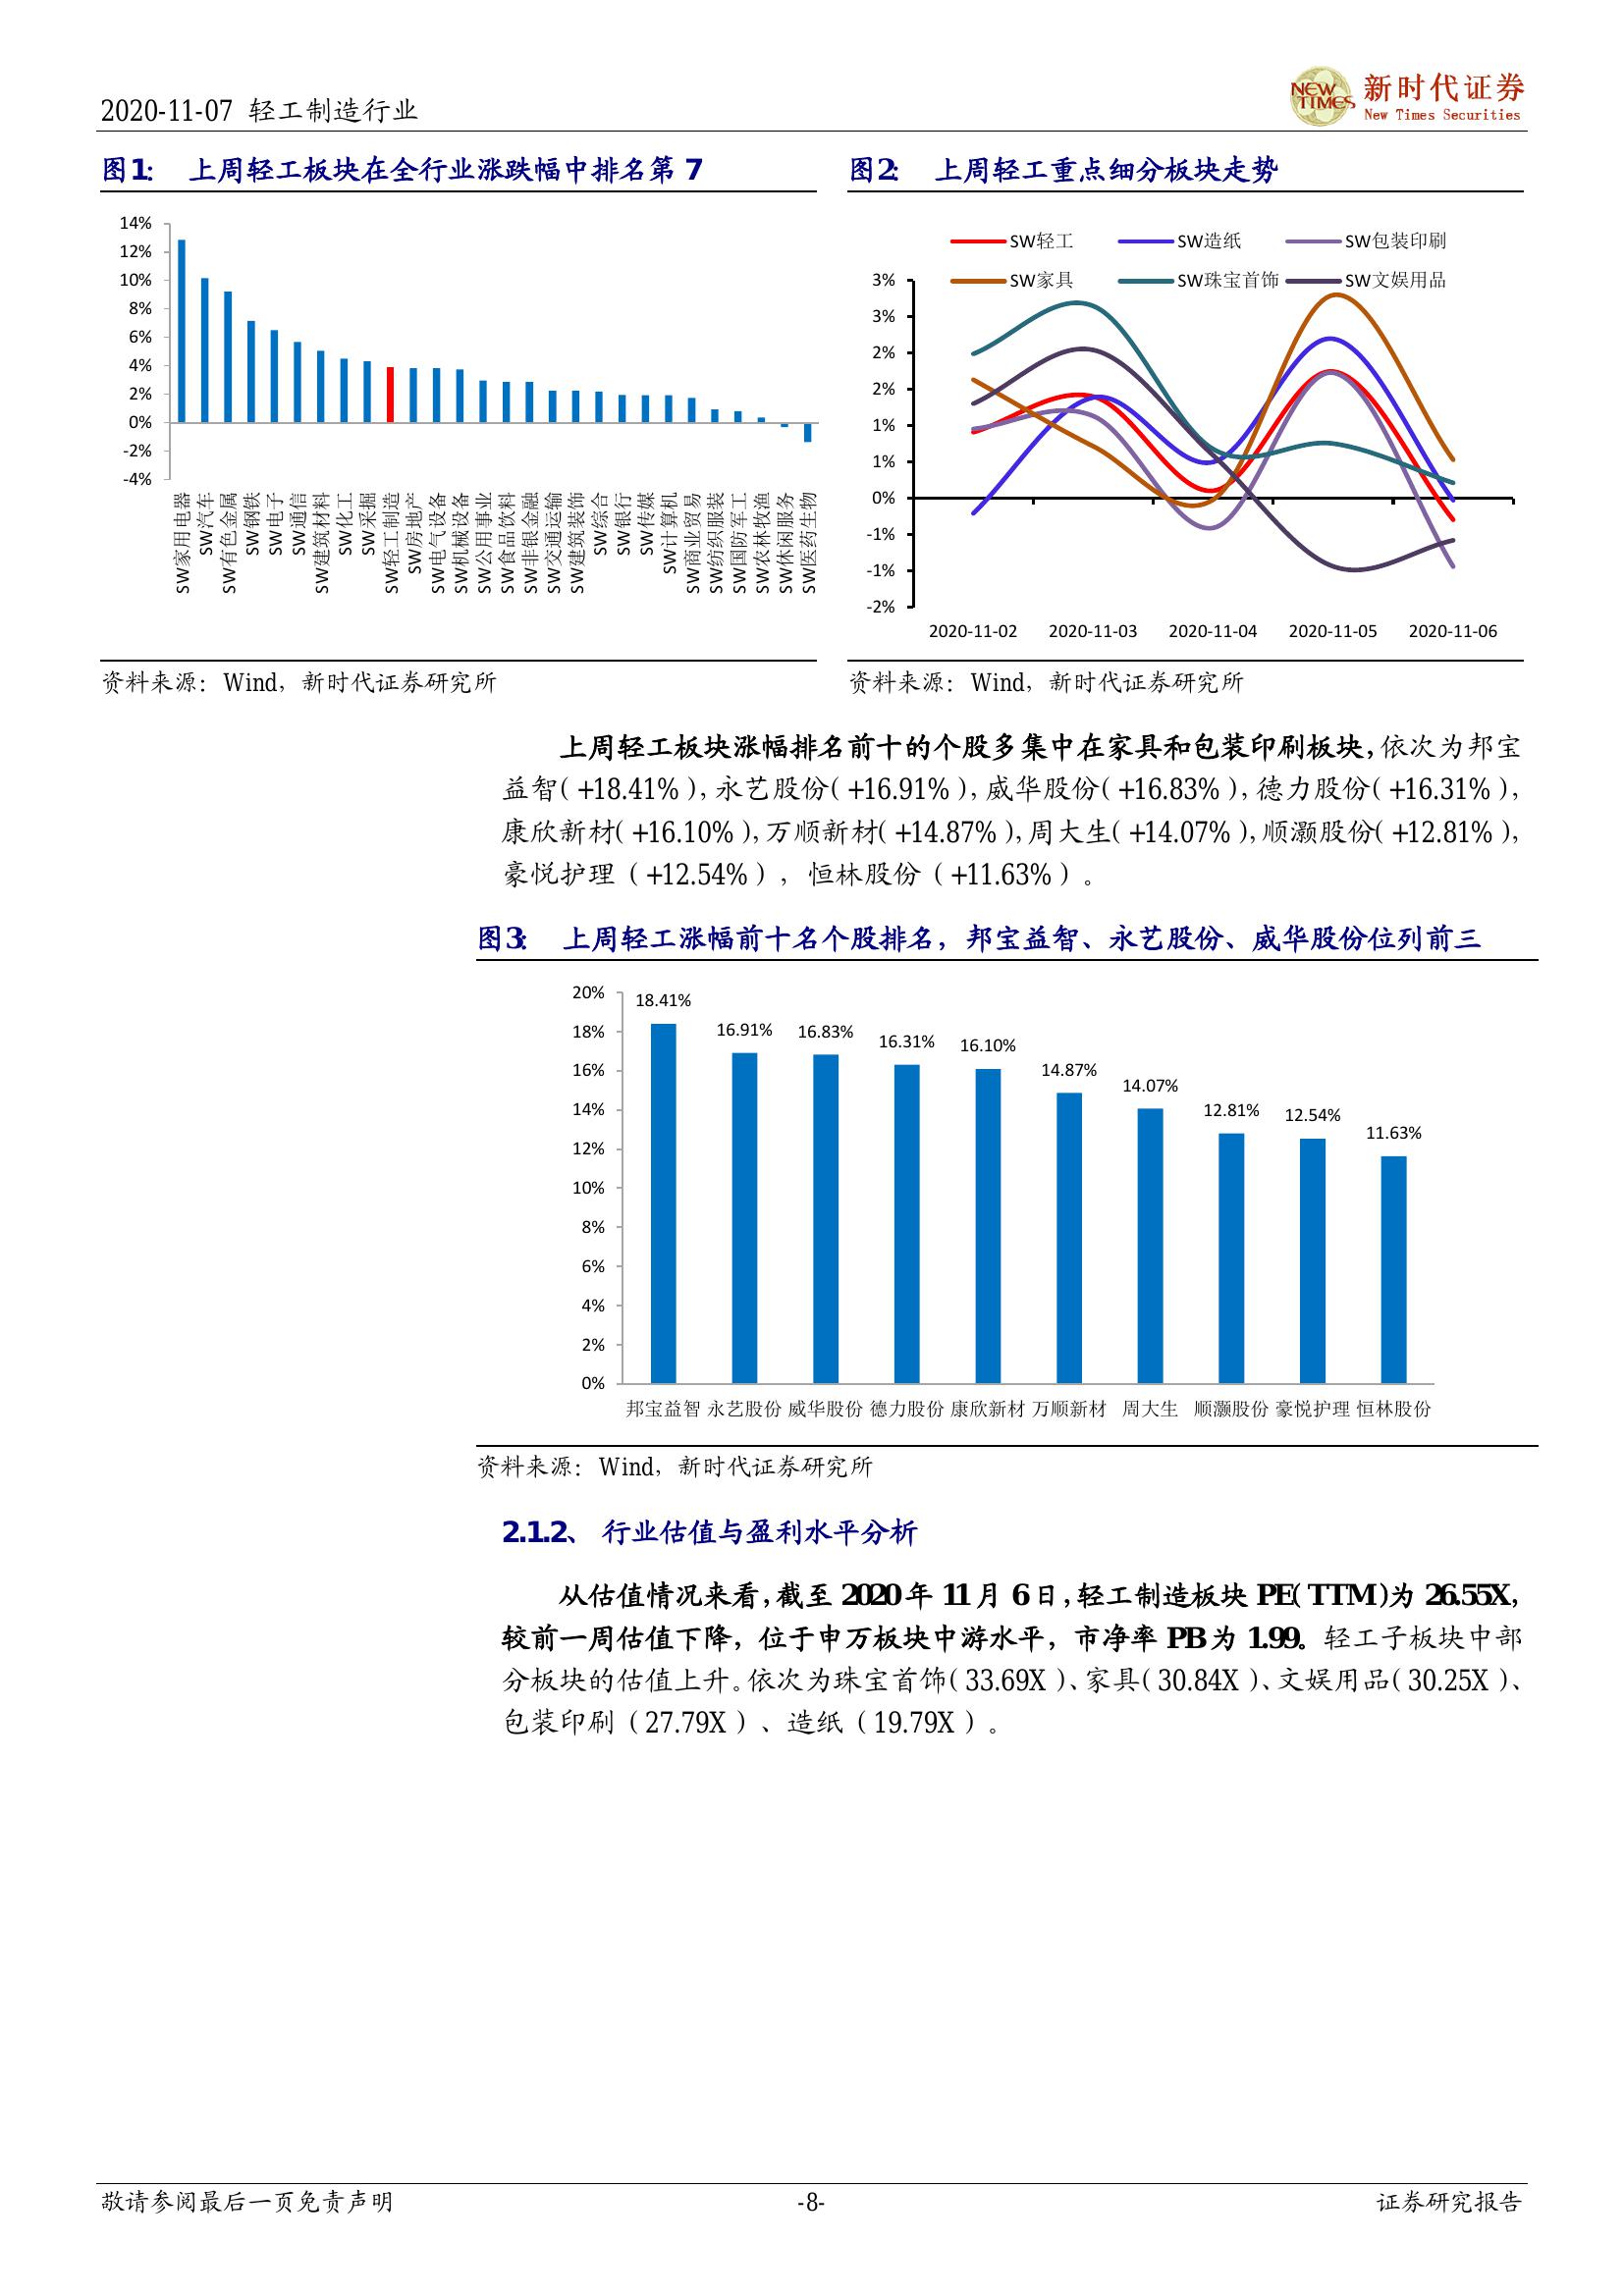 2020-11-07 轻工制造行业
NEW TIMES 新时代证券
New Times Securities
图1: 上周轻工板块在全行业涨跌幅中排名第 7
14%
12%
10%
8%
6%
4%
2%
0%
-2%
-4%
SW家用电器
SW汽车
SW有色金属
SW钢铁
SW电子
SW通信
SW建筑材料
SW化工
SW采掘
SW轻工制造
SW房地产
SW电气设备
SW机械设备
SW公用事业
SW食品饮料
SW非银金融
SW交通运输
SW建筑装饰
SW综合
SW银行
SW传媒
SW计算机
SW商业贸易
SW纺织服装
SW国防军工
SW农林牧渔
SW休闲服务
SW医药生物
资料来源：Wind，新时代证券研究所
图2: 上周轻工重点细分板块走势
SW轻工 SW造纸 SW包装印刷
SW家具 SW珠宝首饰 SW文娱用品
3%
3%
2%
2%
1%
1%
0%
-1%
-1%
-2%
2020-11-02 2020-11-03 2020-11-04 2020-11-05 2020-11-06
资料来源：Wind，新时代证券研究所
上周轻工板块涨幅排名前十的个股多集中在家具和包装印刷板块，依次为邦宝
益智（+18.41%），永艺股份（+16.91%），威华股份（+16.83%），德力股份（+16.31%），
康欣新材（+16.10%），万顺新材（+14.87%），周大生（+14.07%），顺灏股份（+12.81%），
豪悦护理（+12.54%），恒林股份（+11.63%）。
图3: 上周轻工涨幅前十名个股排名，邦宝益智、永艺股份、威华股份位列前三
20%
18%
16%
14%
12%
10%
8%
6%
4%
2%
0%
18.41% 16.91% 16.83% 16.31% 16.10% 14.87% 14.07% 12.81% 12.54% 11.63%
邦宝益智 永艺股份 威华股份 德力股份 康欣新材 万顺新材 周大生 顺灏股份 豪悦护理 恒林股份
资料来源：Wind，新时代证券研究所
2.1.2、 行业估值与盈利水平分析
从估值情况来看，截至 2020 年 11 月 6 日，轻工制造板块 PE（TTM）为 26.55X，
较前一周估值下降，位于申万板块中游水平，市净率 PB 为 1.99。轻工子板块中部
分板块的估值上升。依次为珠宝首饰（33.69X）、家具（30.84X）、文娱用品（30.25X）、
包装印刷（27.79X）、造纸（19.79X）。
敬请参阅最后一页免责声明 -8- 证券研究报告